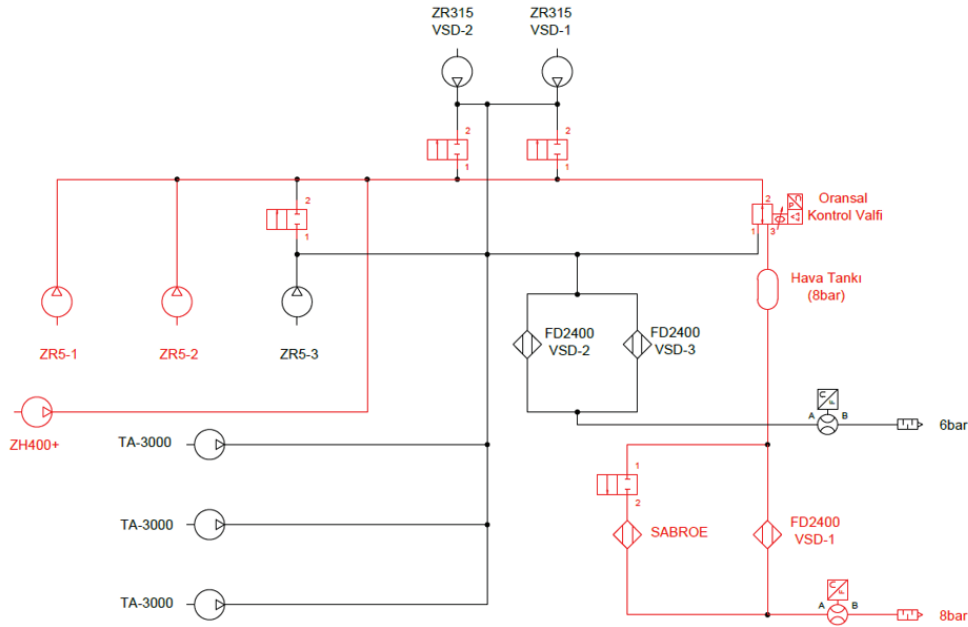 ZR315
VSD-2
ZR315
VSD-1
2
1
2
1
2
1
2
1
3
Oransal
Kontrol Valfi
Hava Tankı
(8bar)
ZR5-1
ZR5-2
ZR5-3
FD2400
VSD-2
FD2400
VSD-3
ZH400+
TA-3000
A
B
6bar
1
2
TA-3000
SABROE
FD2400
VSD-1
TA-3000
A
B
8bar